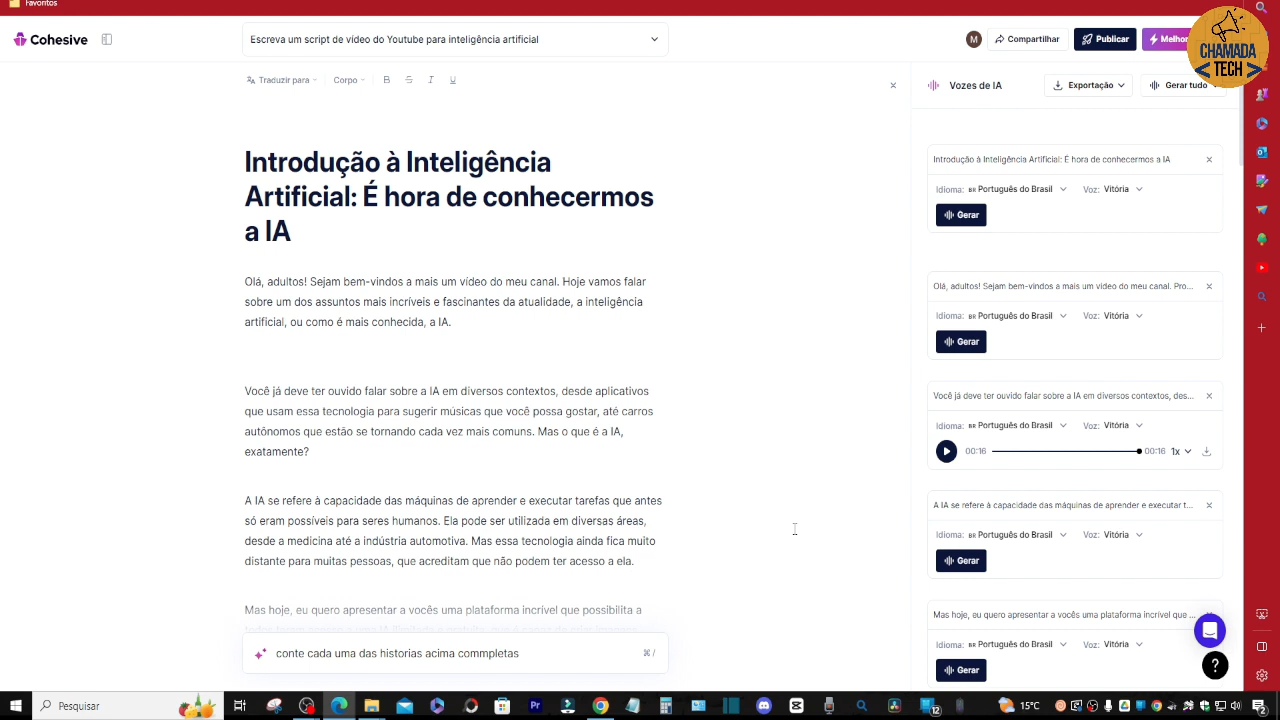 Favoritos
Cohesive
Escreva um script de vídeo do Youtube para inteligência artificial
M
Compartilhar
Publicar
Melhor
CHAMADA
< TECH >
Traduzir para
Corpo
B
S
I
U
Vozes de IA
Exportação
Gerar tudo
Introdução à Inteligência
Artificial: É hora de conhecermos
a IA
Olá, adultos! Sejam bem-vindos a mais um vídeo do meu canal. Hoje vamos falar
sobre um dos assuntos mais incríveis e fascinantes da atualidade, a inteligência
artificial, ou como é mais conhecida, a IA.
Você já deve ter ouvido falar sobre a IA em diversos contextos, desde aplicativos
que usam essa tecnologia para sugerir músicas que você possa gostar, até carros
autônomos que estão se tornando cada vez mais comuns. Mas o que é a IA,
exatamente?
A IA se refere à capacidade das máquinas de aprender e executar tarefas que antes
só eram possíveis para seres humanos. Ela pode ser utilizada em diversas áreas,
desde a medicina até a indústria automotiva. Mas essa tecnologia ainda fica muito
distante para muitas pessoas, que acreditam que não podem ter acesso a ela.
Mas hoje, eu quero apresentar a vocês uma plataforma incrível que possibilita a
conte cada uma das hístorias acima commpletas
⌘ /
Introdução à Inteligência Artificial: É hora de conhecermos a IA
Idioma: BR Português do Brasil Voz: Vitória
Gerar
Olá, adultos! Sejam bem-vindos a mais um vídeo do meu canal. Pro...
Idioma: BR Português do Brasil Voz: Vitória
Gerar
Você já deve ter ouvido falar sobre a IA em diversos contextos, des...
Idioma: BR Português do Brasil Voz: Vitória
00:16 00:16 1x
A IA se refere à capacidade das máquinas de aprender e executar t...
Idioma: BR Português do Brasil Voz: Vitória
Gerar
Mas hoje, eu quero apresentar a vocês uma plataforma incrível que ...
Idioma: BR Português do Brasil Voz: Vitória
Gerar
?
Pesquisar
12
15°C
2